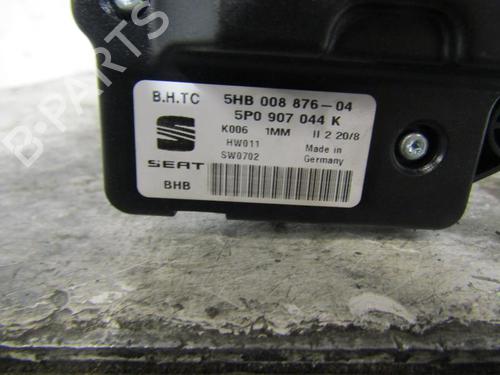 B.H.TC 5HB 008 876-04
5P0 907 044 K
K006 1MM II 2 20/8
HW011 Made in
SEAT SW0702 Germany
BHB
B-PARTS